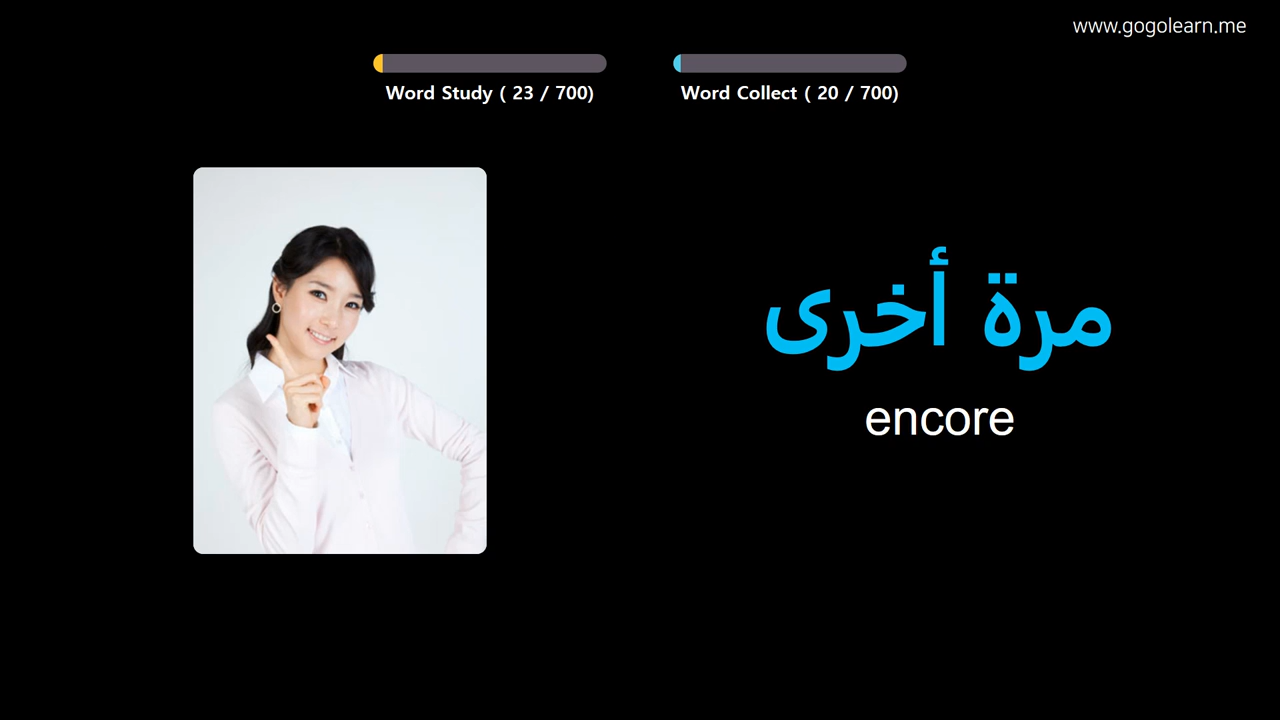 www.gogolearn.me
Word Study ( 23 / 700)
Word Collect ( 20 / 700)
مرة أخرى
encore